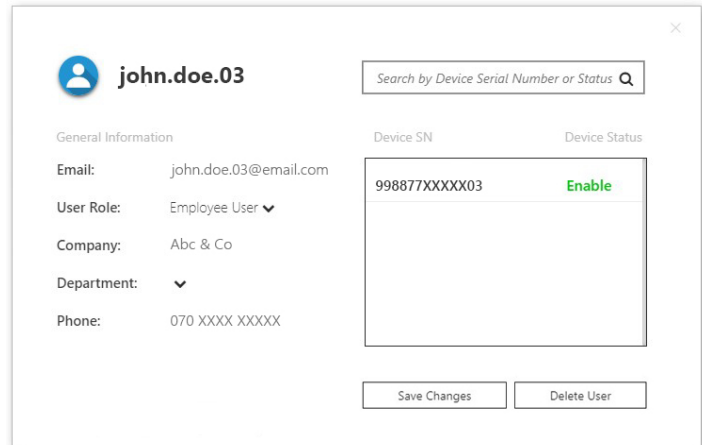 john.doe.03
Search by Device Serial Number or Status
General Information
Email: john.doe.03@email.com
User Role: Employee User
Company: Abc & Co
Department:
Phone: 070 XXXX XXXXX
Device SN Device Status
998877XXXXX03 Enable
Save Changes Delete User